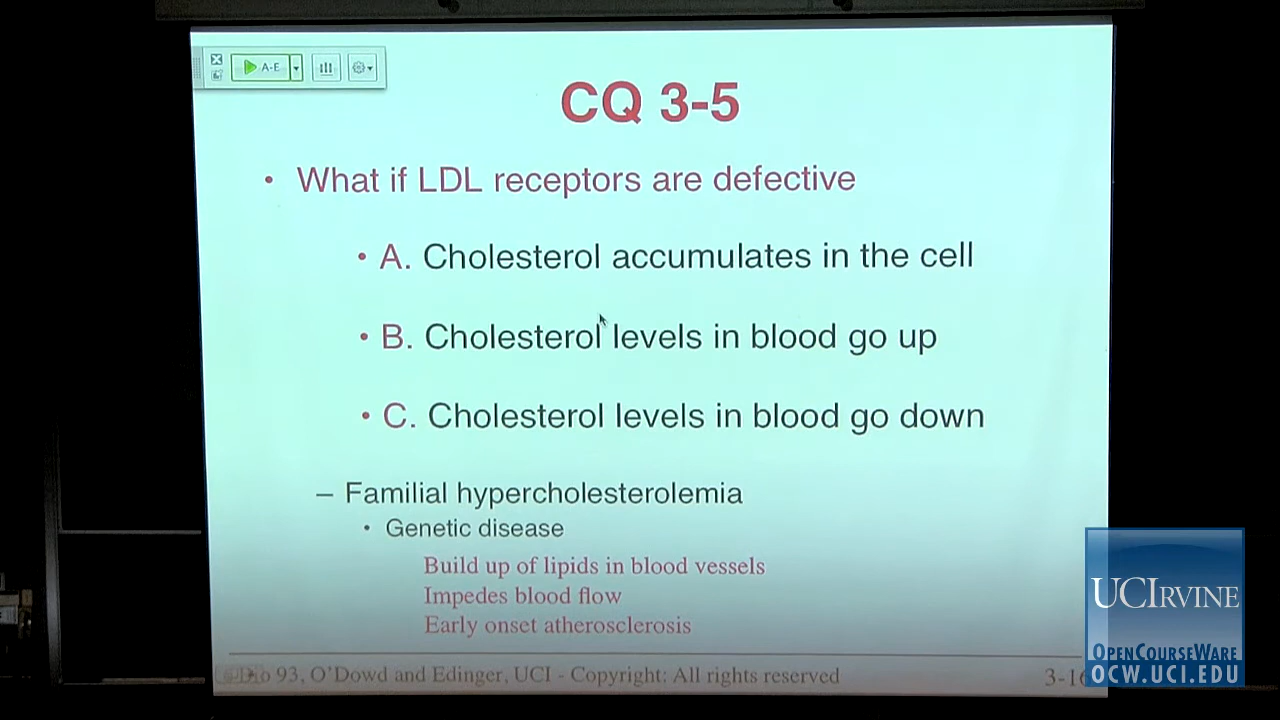 A-E
CQ 3-5
• What if LDL receptors are defective
• A. Cholesterol accumulates in the cell
• B. Cholesterol levels in blood go up
• C. Cholesterol levels in blood go down
– Familial hypercholesterolemia
• Genetic disease
Build up of lipids in blood vessels
Impedes blood flow
Early onset atherosclerosis
93, O'Dowd and Edinger, UCI - Copyright: All rights reserved
UCIRVINE
OPENCOURSEWARE
OCW.UCI.EDU